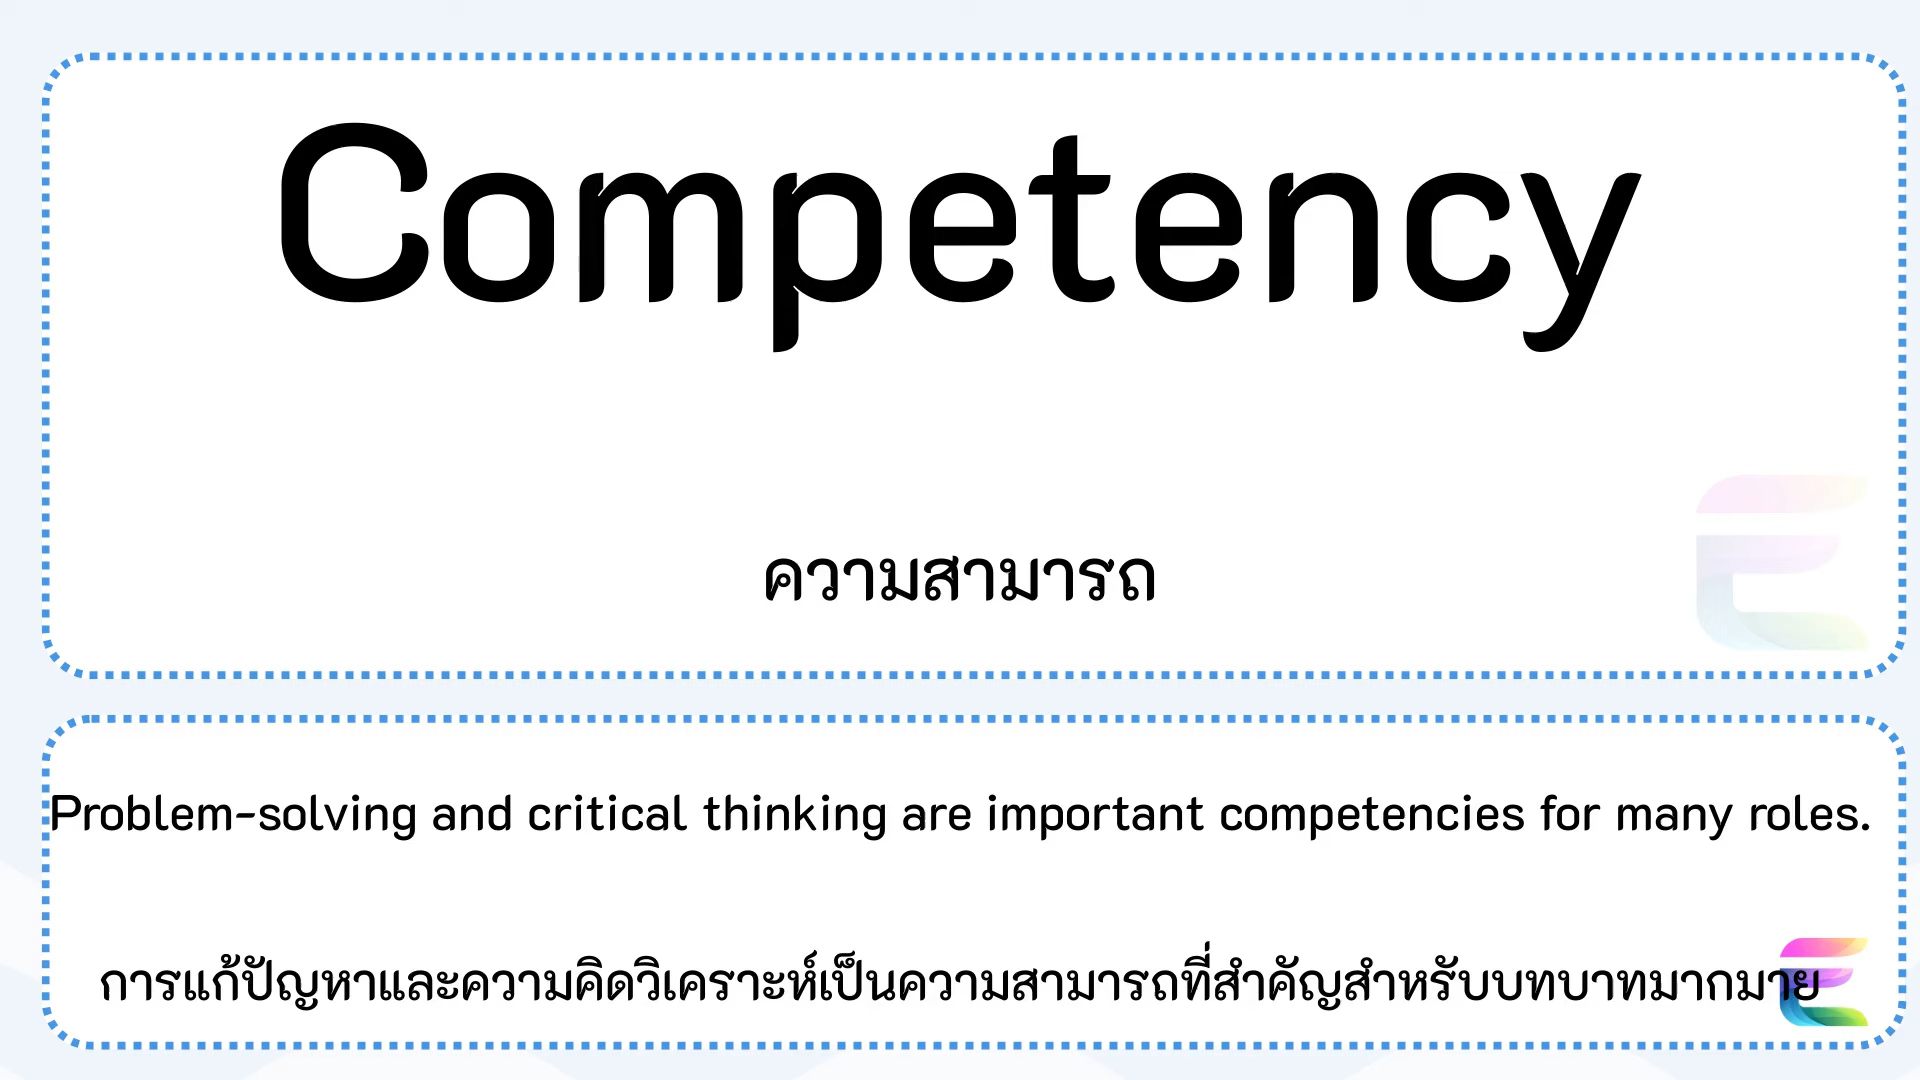 Competency
ความสามารถ
Problem-solving and critical thinking are important competencies for many roles.
การแก้ปัญหาและความคิดวิเคราะห์เป็นความสามารถที่สำคัญสำหรับบทบาทมากมาย